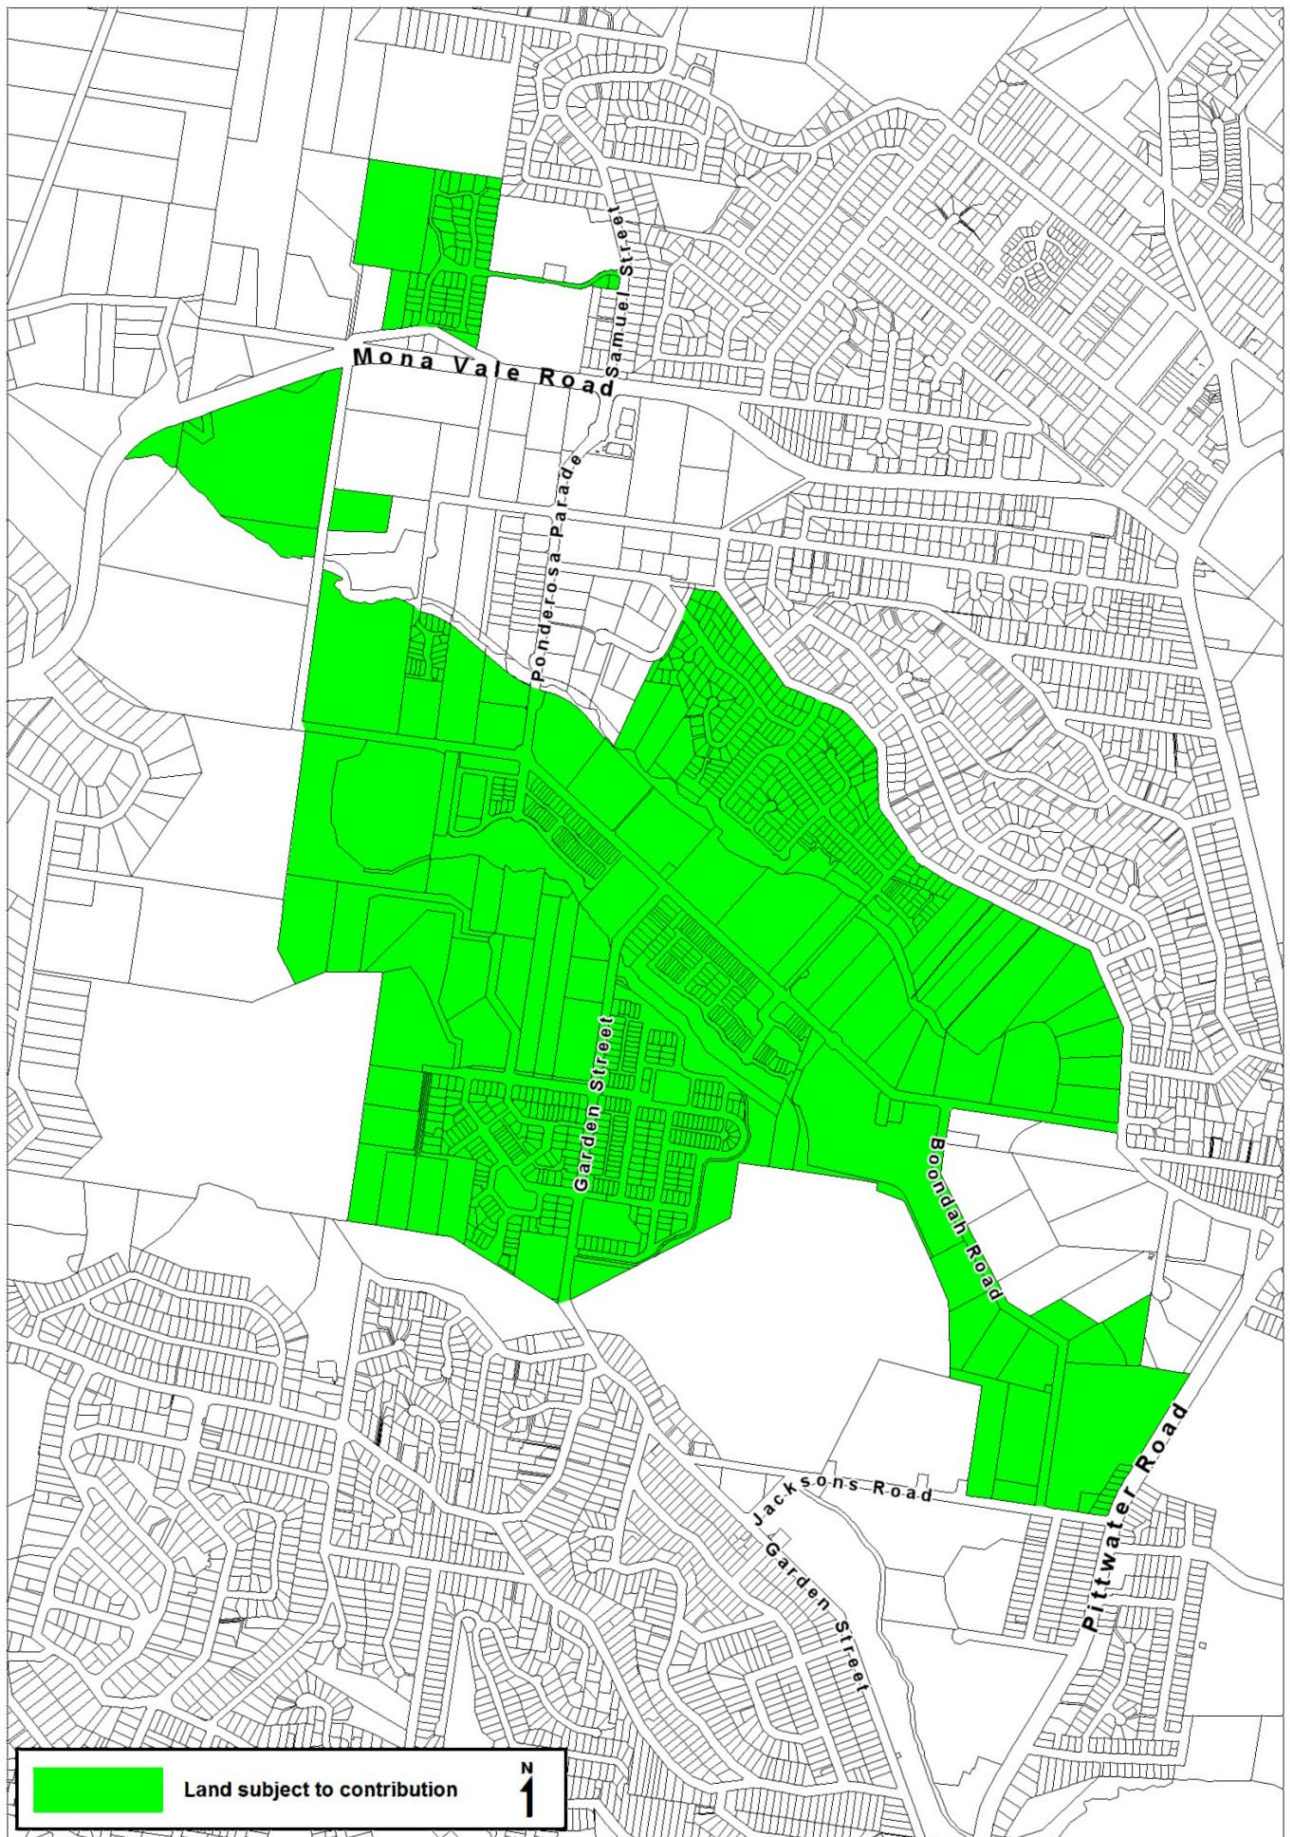 Samuel Street
Mona Vale Road
Ponderosa Parade
Garden Street
Boondah Road
Pittwater Road
Jacksons Road
Garden Street
Land subject to contribution
N